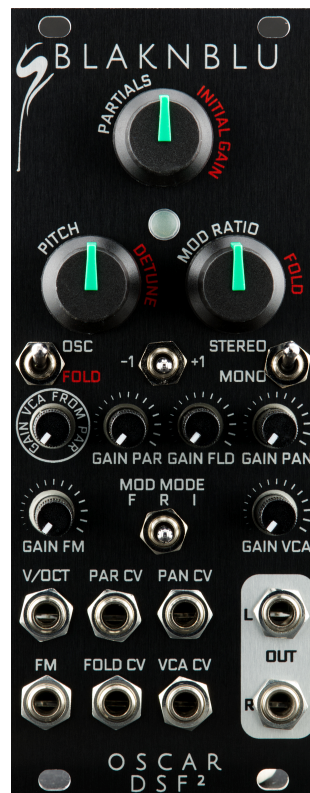 BLAKNBLU
PARTIALS
INITIAL GAIN
PITCH
DETUNE
MOD RATIO
FOLD
OSC
FOLD
-1
+1
STEREO
MONO
GAIN VCA FROM PAR
GAIN PAR
GAIN FLD
GAIN PAN
GAIN FM
MOD MODE
F R I
GAIN VCA
V/OCT
PAR CV
PAN CV
L
OUT
FM
FOLD CV
VCA CV
R
OSCAR
DSF²